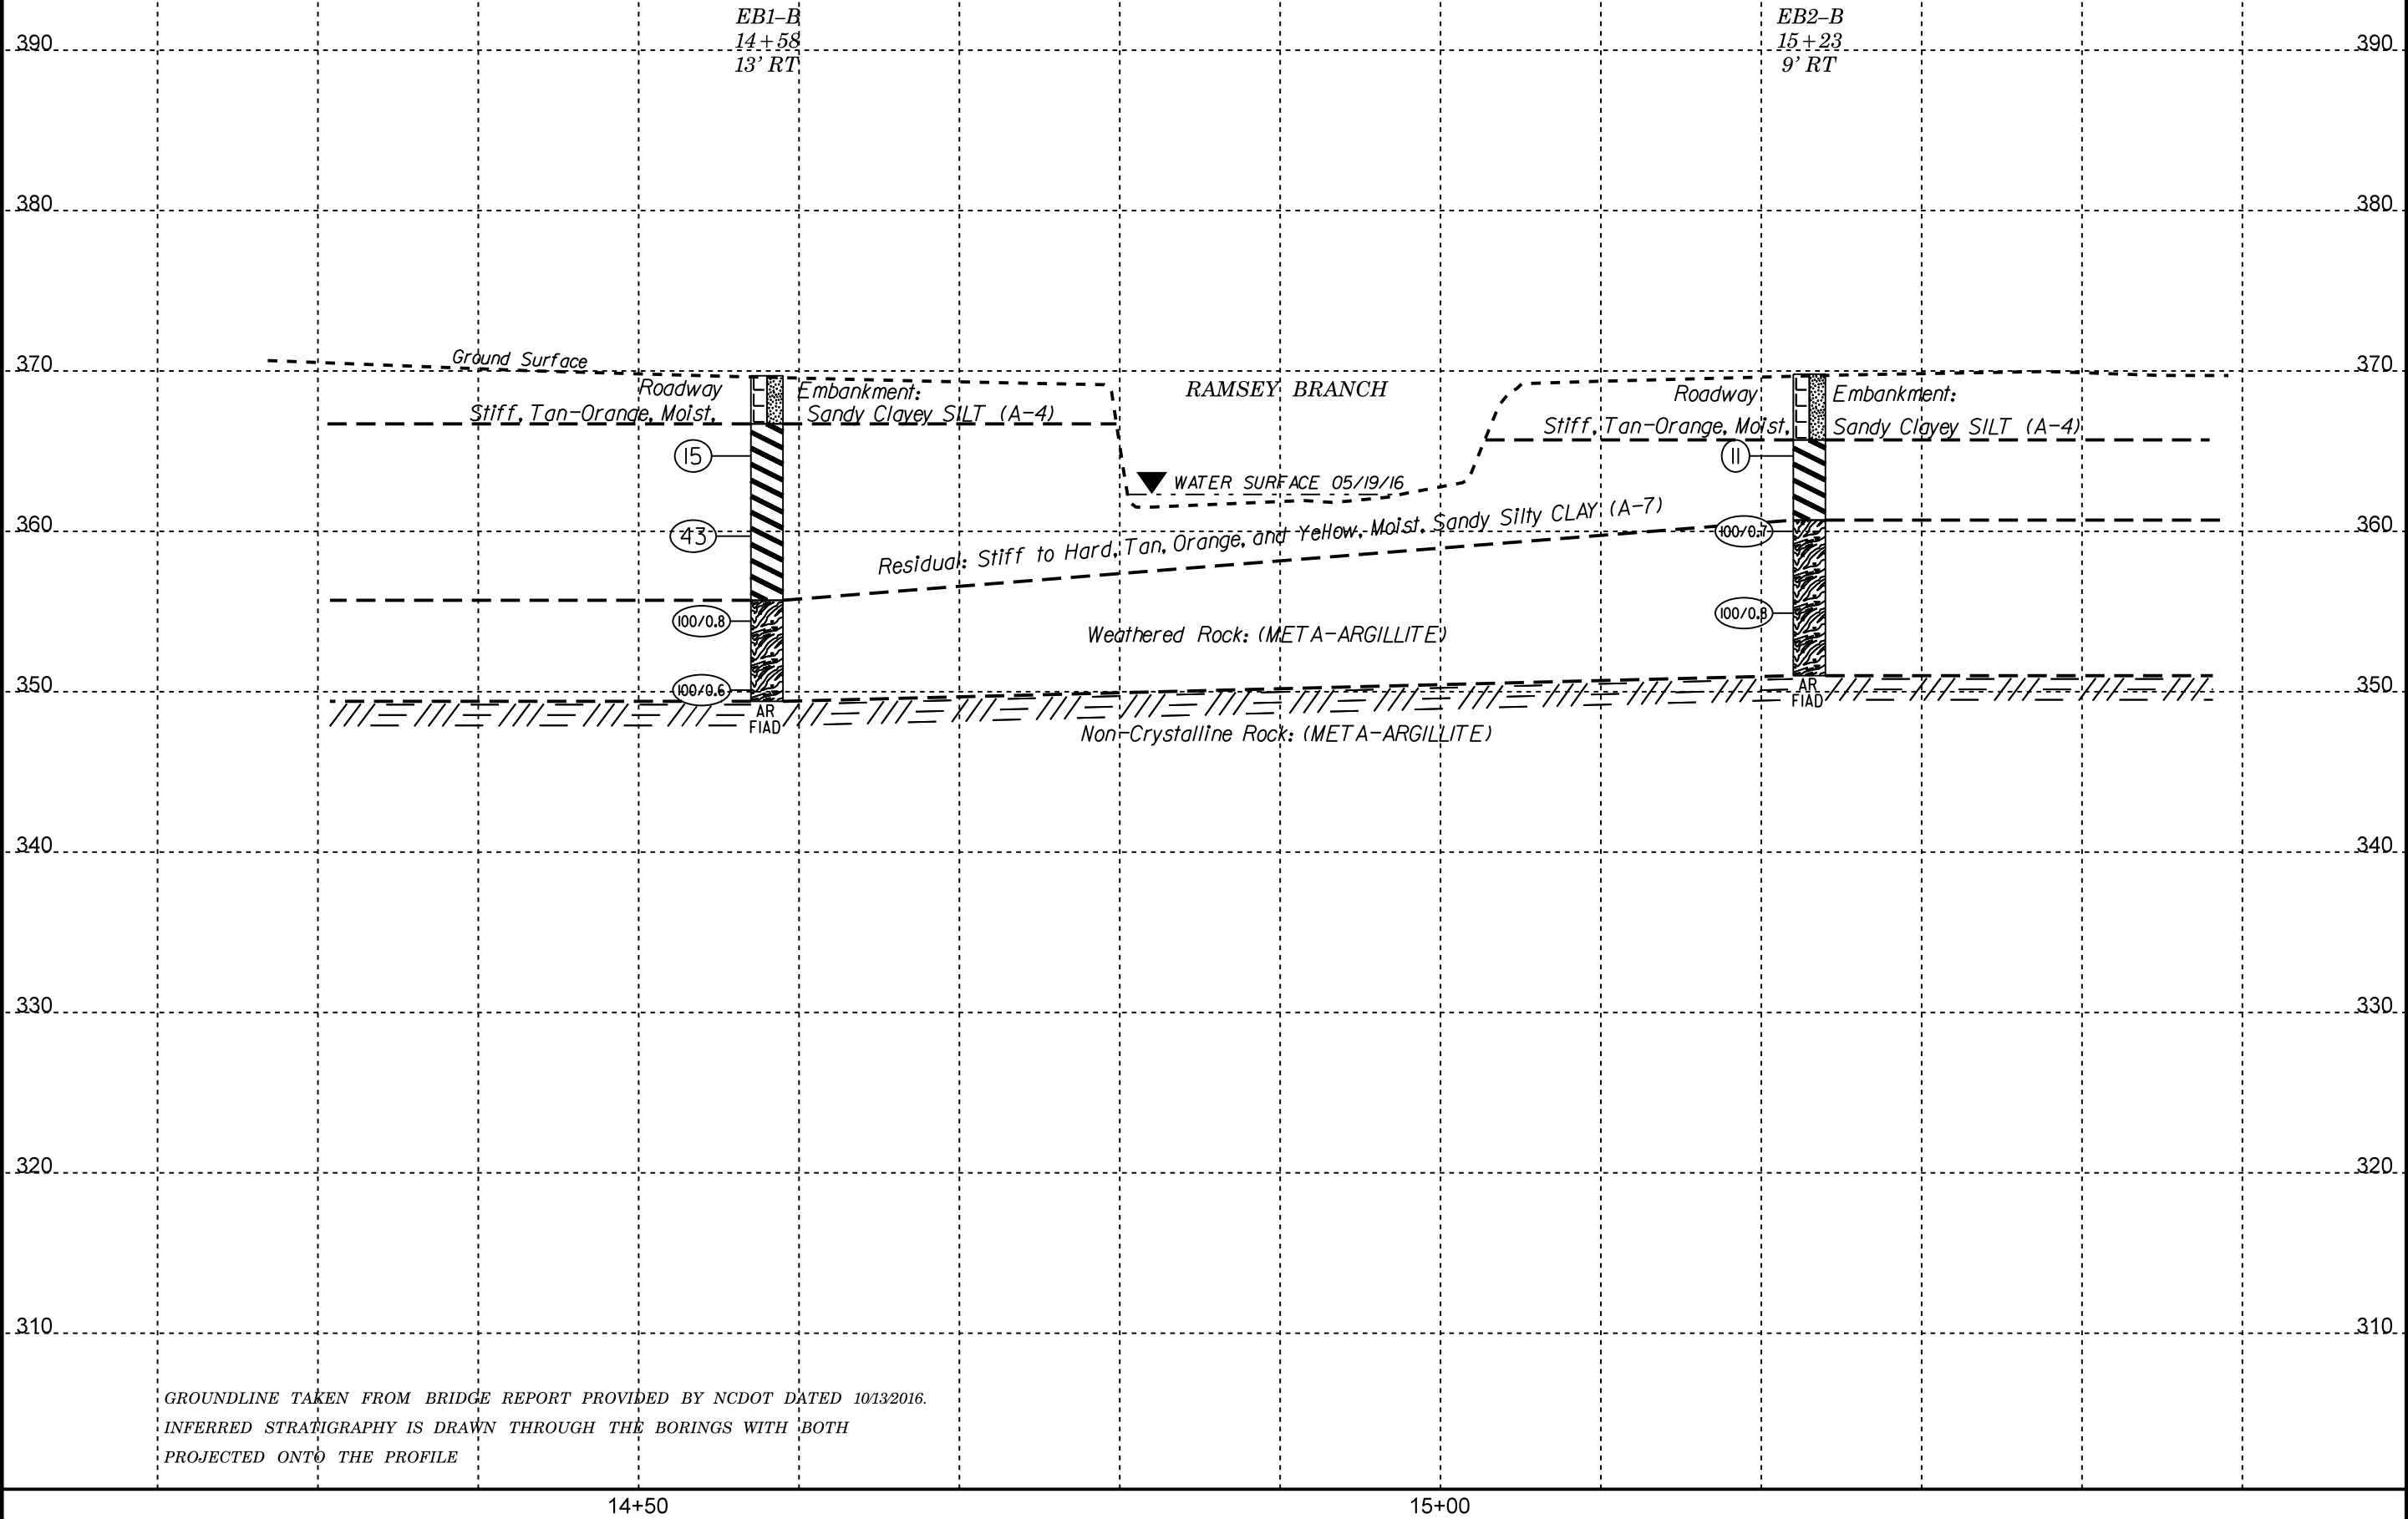 EB1-B
14+58
13' RT
EB2-B
15+23
9' RT
390
390
380
380
370
370
Ground Surface
Roadway
Embankment:
Stiff, Tan-Orange, Moist,
Sandy Clayey SILT (A-4)
RAMSEY BRANCH
Roadway
Embankment:
Stiff, Tan-Orange, Moist,
Sandy Clayey SILT (A-4)
15
11
WATER SURFACE 05/19/16
360
360
43
Residual: Stiff to Hard, Tan, Orange, and Yellow, Moist, Sandy Silty CLAY (A-7)
100/0.7
100/0.8
100/0.8
Weathered Rock: (META-ARGILLITE)
350
350
100/0.6
AR
FIAD
AR
FIAD
Non-Crystalline Rock: (META-ARGILLITE)
340
340
330
330
320
320
310
310
GROUNDLINE TAKEN FROM BRIDGE REPORT PROVIDED BY NCDOT DATED 10/13/2016.
INFERRED STRATIGRAPHY IS DRAWN THROUGH THE BORINGS WITH BOTH
PROJECTED ONTO THE PROFILE
14+50
15+00